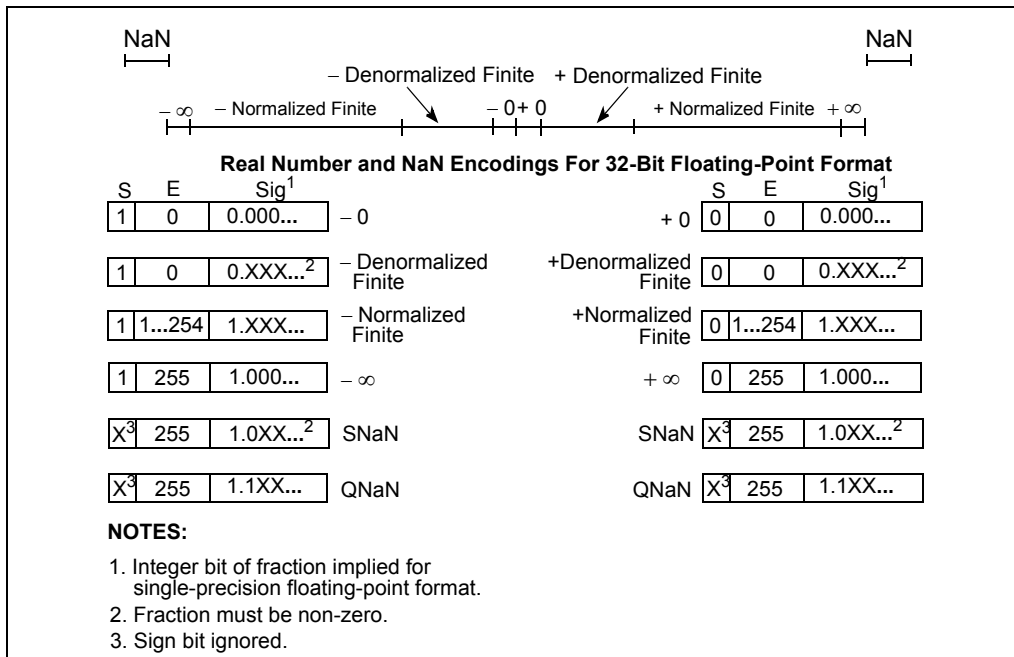 NaN NaN
– Denormalized Finite + Denormalized Finite
– ∞ – Normalized Finite – 0 + 0 + Normalized Finite + ∞
Real Number and NaN Encodings For 32-Bit Floating-Point Format
S E Sig1 S E Sig1
1 0 0.000... – 0 + 0 0 0 0.000...
1 0 0.XXX...2 – Denormalized Finite +Denormalized Finite 0 0 0.XXX...2
1 1...254 1.XXX... – Normalized Finite +Normalized Finite 0 1...254 1.XXX...
1 255 1.000... – ∞ + ∞ 0 255 1.000...
X3 255 1.0XX...2 SNaN SNaN X3 255 1.0XX...2
X3 255 1.1XX... QNaN QNaN X3 255 1.1XX...
NOTES:
1. Integer bit of fraction implied for
single-precision floating-point format.
2. Fraction must be non-zero.
3. Sign bit ignored.